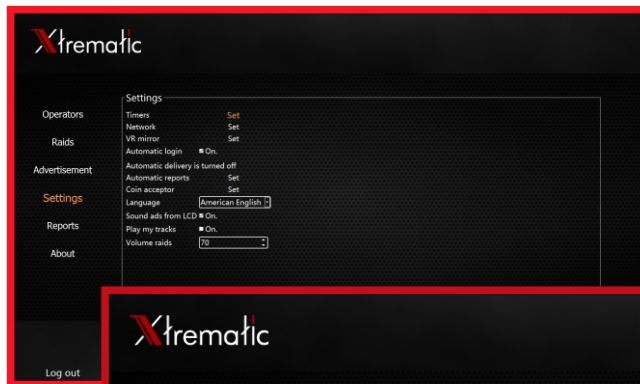 Xtrematic
Settings
Operators
Raids
Advertisement
Settings
Reports
About
Log out
Timers Set
Network Set
VR mirror Set
Automatic login On.
Automatic delivery is turned off
Automatic reports Set
Coin acceptor Set
Language American English
Sound ads from LCD On.
Play my tracks On.
Volume raids 70
Xtrematic